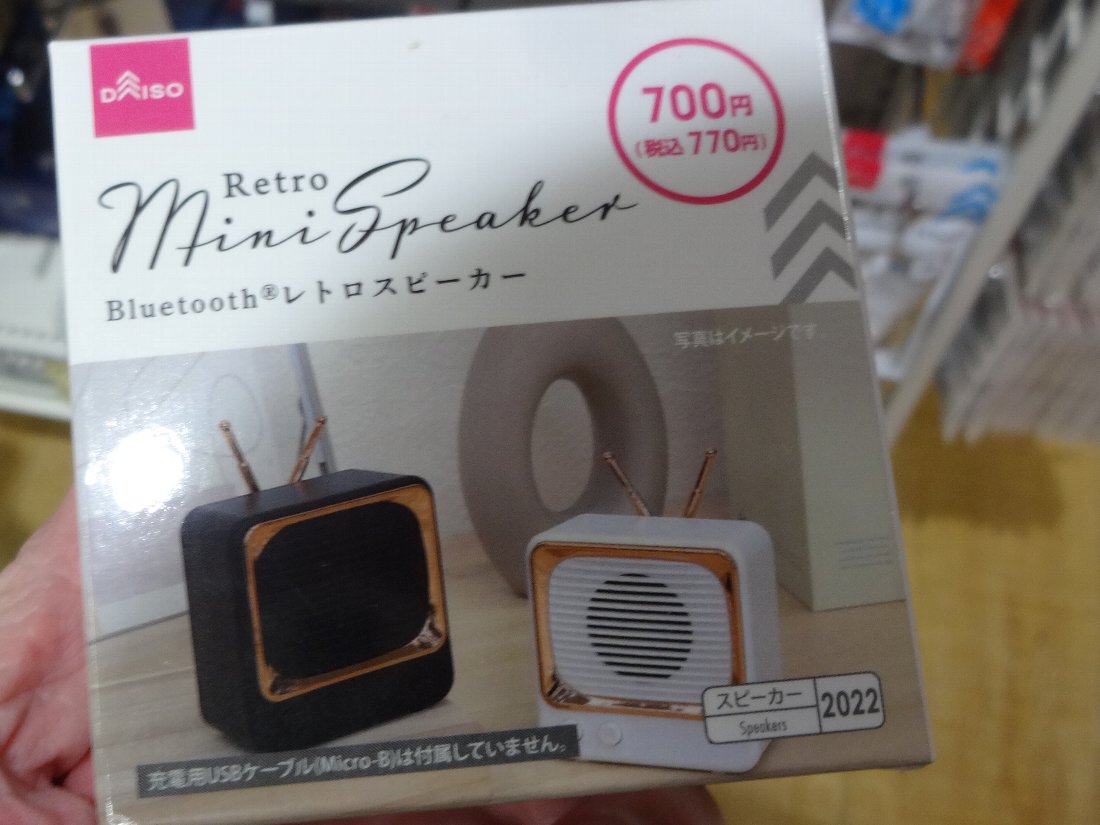 DAISO
700円
(税込770円)
Retro
Mini Speaker
Bluetooth®レトロスピーカー
写真はイメージです
スピーカー
Speakers
2022
充電用USBケーブル(Micro-B)は付属していません。